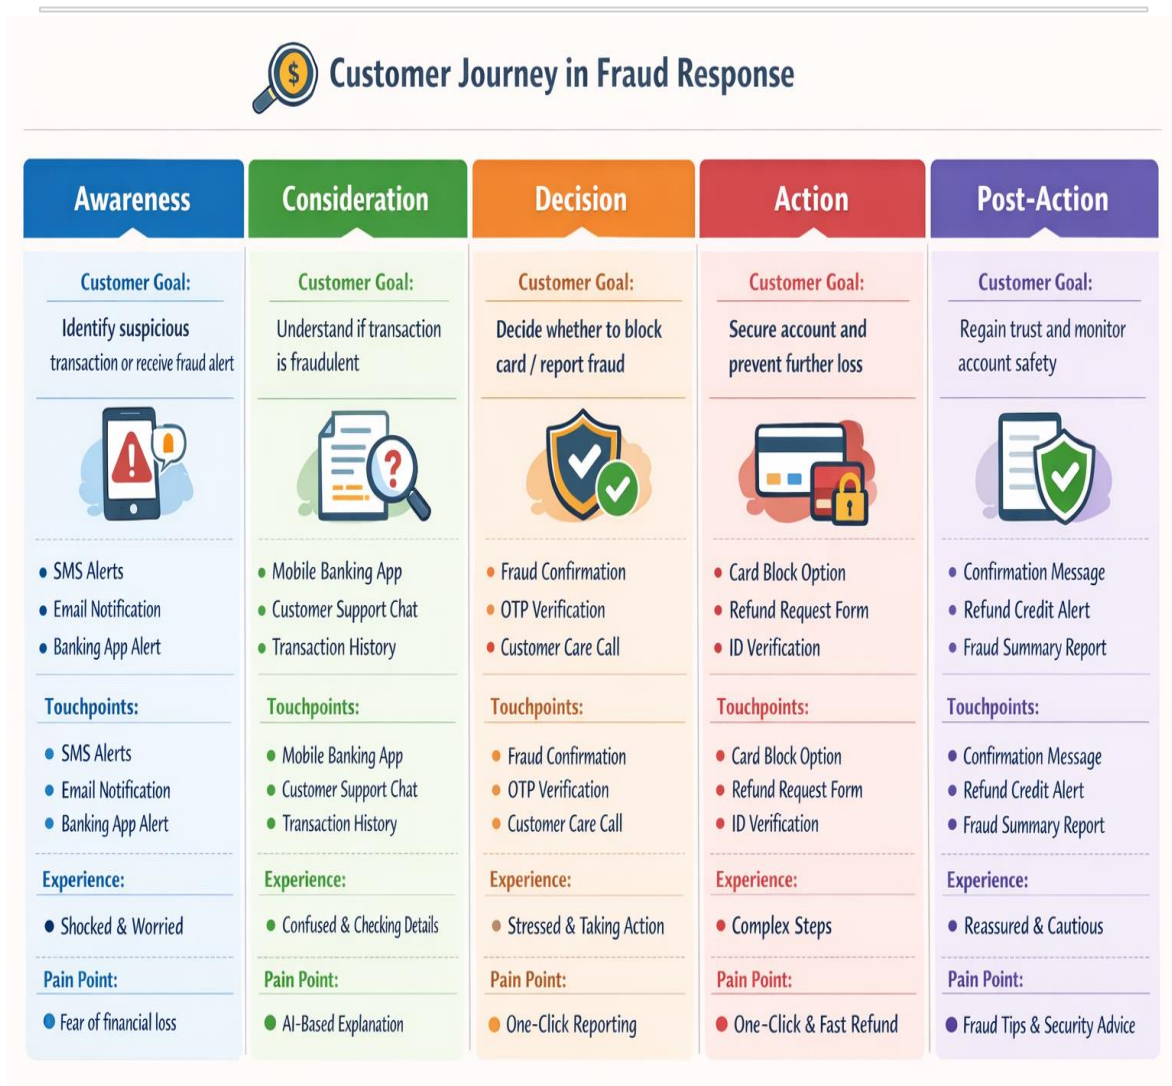 Customer Journey in Fraud Response
Awareness
Customer Goal:
Identify suspicious
transaction or receive fraud alert
SMS Alerts
Email Notification
Banking App Alert
Touchpoints:
SMS Alerts
Email Notification
Banking App Alert
Experience:
Shocked & Worried
Pain Point:
Fear of financial loss
Consideration
Customer Goal:
Understand if transaction
is fraudulent
Mobile Banking App
Customer Support Chat
Transaction History
Touchpoints:
Mobile Banking App
Customer Support Chat
Transaction History
Experience:
Confused & Checking Details
Pain Point:
AI-Based Explanation
Decision
Customer Goal:
Decide whether to block
card / report fraud
Fraud Confirmation
OTP Verification
Customer Care Call
Touchpoints:
Fraud Confirmation
OTP Verification
Customer Care Call
Experience:
Stressed & Taking Action
Pain Point:
One-Click Reporting
Action
Customer Goal:
Secure account and
prevent further loss
Card Block Option
Refund Request Form
ID Verification
Touchpoints:
Card Block Option
Refund Request Form
ID Verification
Experience:
Complex Steps
Pain Point:
One-Click & Fast Refund
Post-Action
Customer Goal:
Regain trust and monitor
account safety
Confirmation Message
Refund Credit Alert
Fraud Summary Report
Touchpoints:
Confirmation Message
Refund Credit Alert
Fraud Summary Report
Experience:
Reassured & Cautious
Pain Point:
Fraud Tips & Security Advice